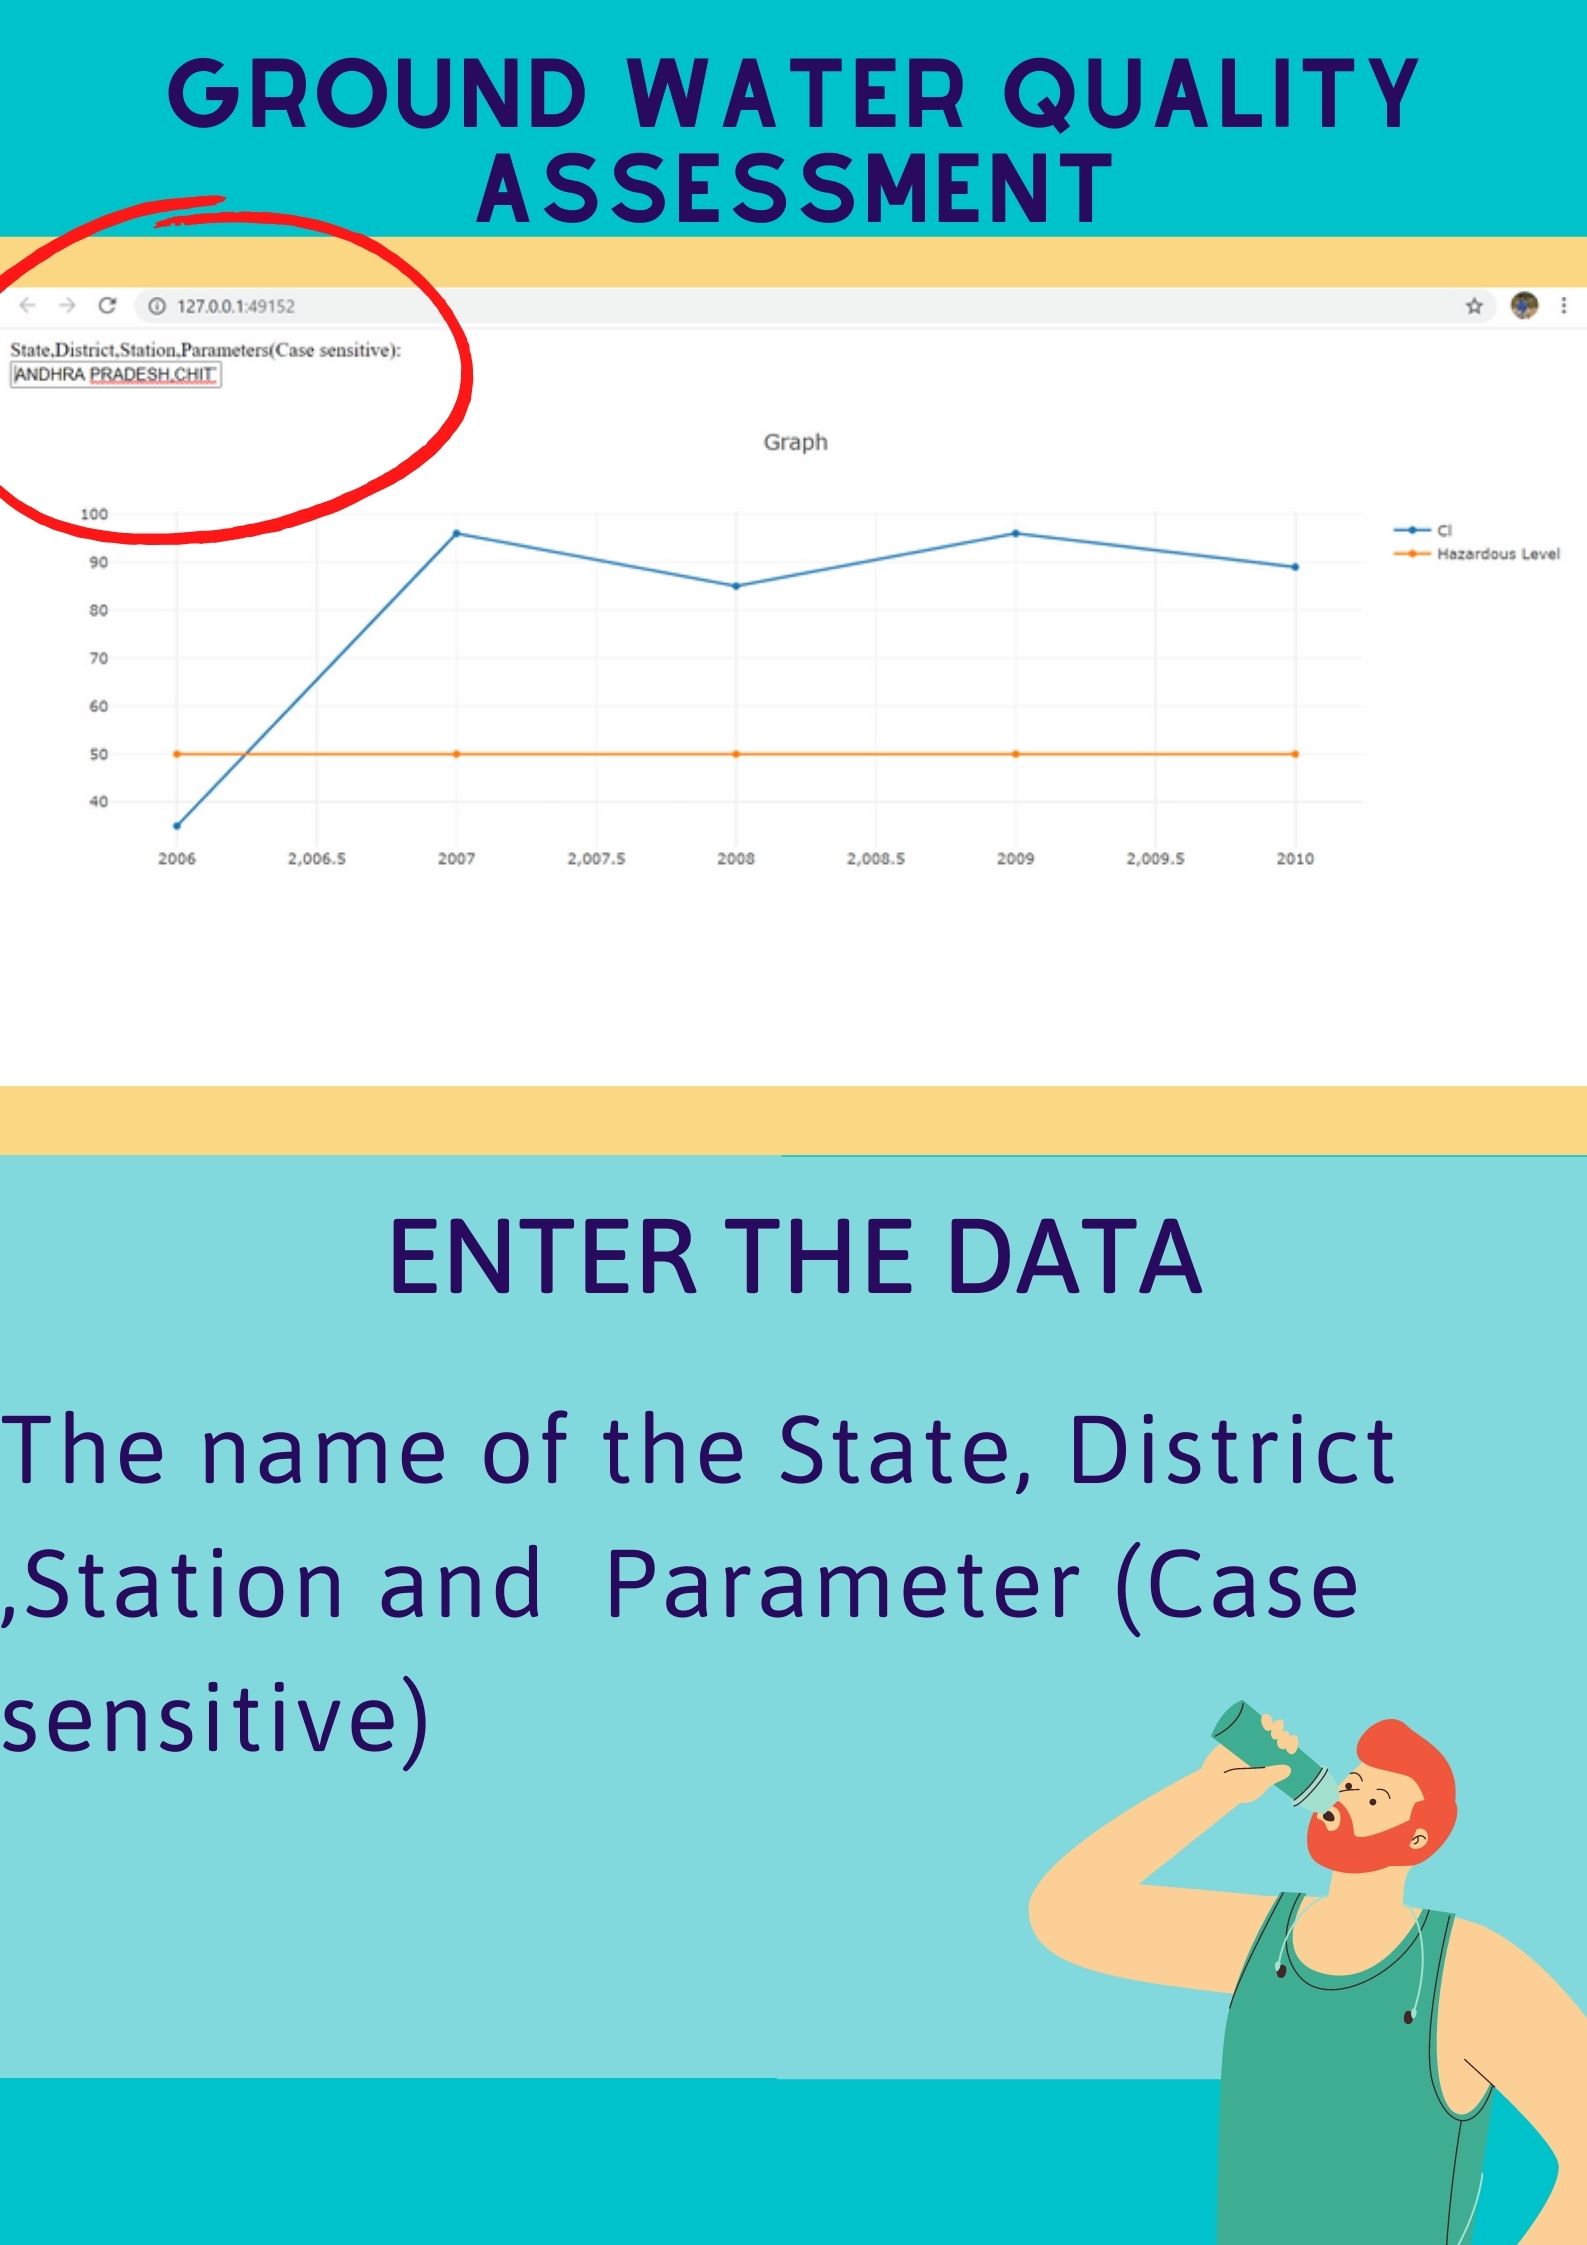 GROUND WATER QUALITY
ASSESSMENT
127.0.0.1:49152
State,District,Station,Parameters(Case sensitive):
ANDHRA PRADESH,CHIT
Graph
100
90
80
70
60
50
40
2006 2,006.5 2007 2,007.5 2008 2,008.5 2009 2,009.5 2010
Cl
Hazardous Level
ENTER THE DATA
The name of the State, District
,Station and  Parameter (Case
sensitive)